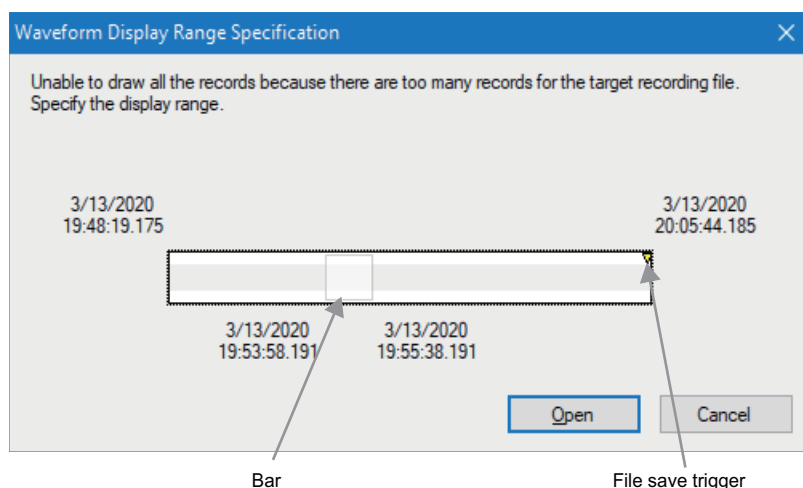 Waveform Display Range Specification
Unable to draw all the records because there are too many records for the target recording file.
Specify the display range.
3/13/2020
19:48:19.175
3/13/2020
20:05:44.185
3/13/2020
19:53:58.191
3/13/2020
19:55:38.191
Open
Cancel
Bar
File save trigger